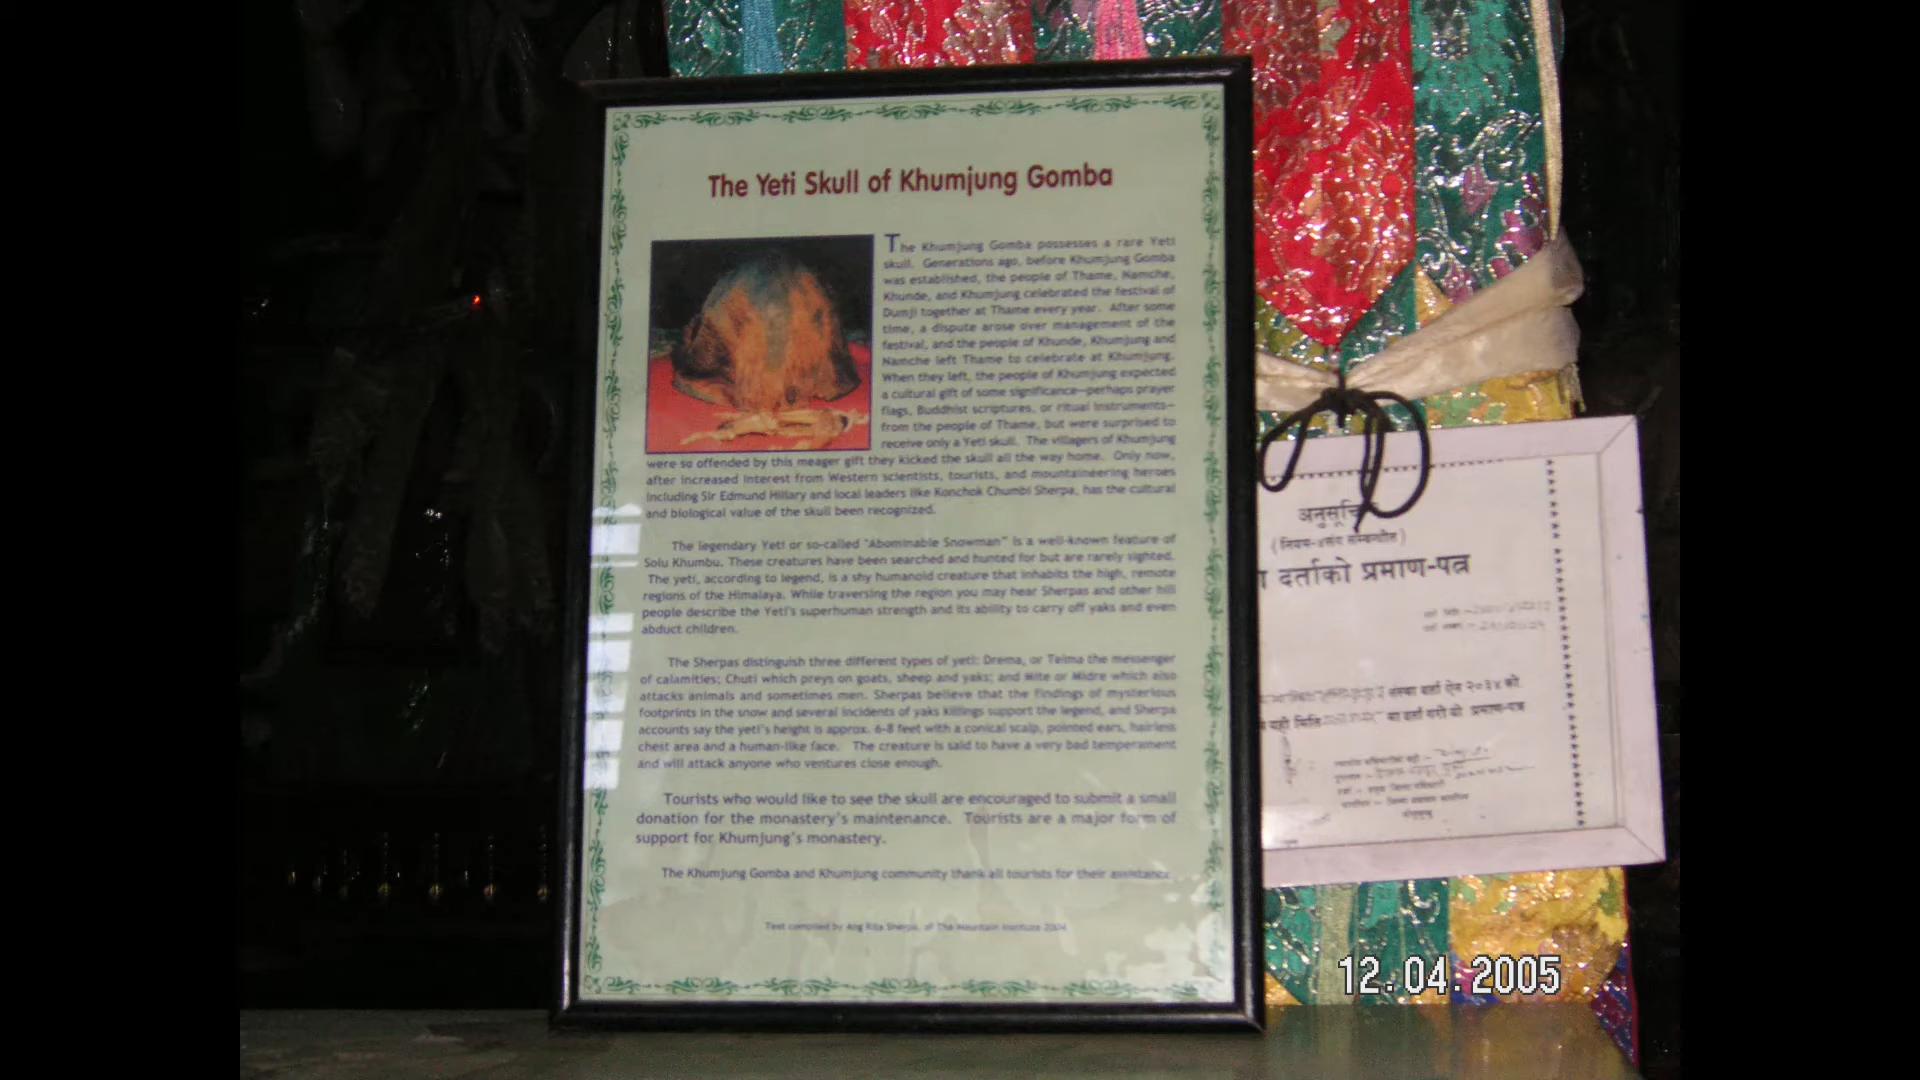 The Yeti Skull of Khumjung Gomba
The Khumjung Gomba possesses a rare Yeti
skull. Generations ago, before Khumjung Gomba
was established, the people of Thame, Namche,
Khunde, and Khumjung celebrated the festival of
Dumji together at Thame every year. After some
time, a dispute arose over management of the
festival, and the people of Khunde, Khumjung and
Namche left Thame to celebrate at Khumjung.
When they left, the people of Khumjung expected
a cultural gift of some significance—perhaps prayer
flags, Buddhist scriptures, or ritual instruments—
from the people of Thame, but were surprised to
receive only a Yeti skull. The villagers of Khumjung
were so offended by this meager gift they kicked the skull all the way home. Only now,
after increased interest from Western scientists, tourists, and mountaineering heroes
including Sir Edmund Hillary and local leaders like Konchok Chumbi Sherpa, has the cultural
and biological value of the skull been recognized.
The legendary Yeti or so-called "Abominable Snowman" is a well-known feature of
Solu Khumbu. These creatures have been searched and hunted for but are rarely sighted.
The yeti, according to legend, is a shy humanoid creature that inhabits the high, remote
regions of the Himalaya. While traversing the region you may hear Sherpas and other hill
people describe the Yeti's superhuman strength and its ability to carry off yaks and even
abduct children.
The Sherpas distinguish three different types of yeti: Drema, or Telma the messenger
of calamities; Chuti which preys on goats, sheep and yaks; and Mite or Midre which also
attacks animals and sometimes men. Sherpas believe that the findings of mysterious
footprints in the snow and several incidents of yaks killings support the legend, and Sherpa
accounts say the yeti's height is approx. 6-8 feet with a conical scalp, pointed ears, hairless
chest area and a human-like face. The creature is said to have a very bad temperament
and will attack anyone who ventures close enough.
Tourists who would like to see the skull are encouraged to submit a small
donation for the monastery's maintenance. Tourists are a major form of
support for Khumjung's monastery.
The Khumjung Gomba and Khumjung community thank all tourists for their assistance
Text compiled by Ang Rita Sherpa, of The Mountain Institute 2004
अनुसूचि
दर्ताको प्रमाण-पत्र
संस्था दर्ता ऐन २०३४ को
12.04.2005